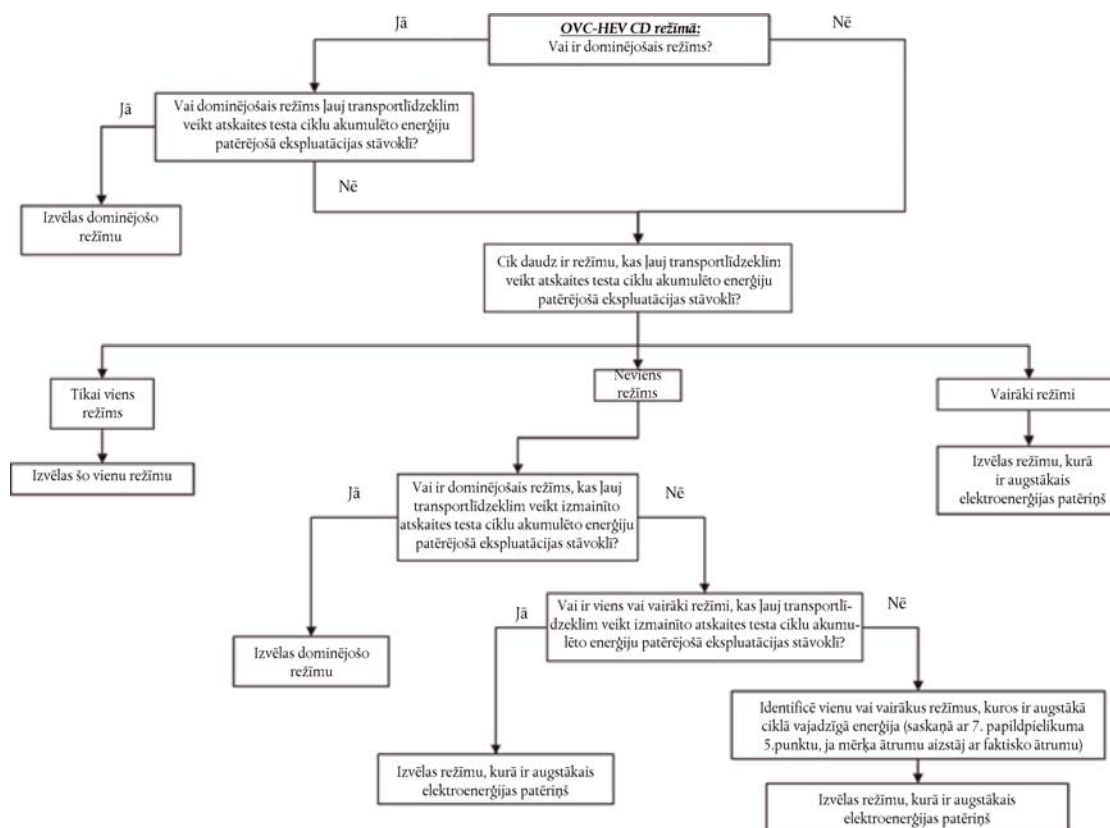 Jā
OVC-HEV CD režīmā:
Vai ir dominējošais režīms?
Nē
Jā
Vai dominējošais režīms ļauj transportlīdzeklim
veikt atskaites testa ciklu akumulēto enerģiju
patērējošā ekspluatācijas stāvoklī?
Nē
Izvēlas dominējošo
režīmu
Cik daudz ir režīmu, kas ļauj transportlīdzeklim
veikt atskaites testa ciklu akumulēto enerģiju
patērējošā ekspluatācijas stāvoklī?
Tikai viens
režīms
Neviens
režīms
Vairāki režīmi
Izvēlas šo vienu režīmu
Izvēlas režīmu, kurā
ir augstākais
elektroenerģijas patēriņš
Jā
Vai ir dominējošais režīms, kas ļauj
transportlīdzeklim veikt izmainīto
atskaites testa ciklu akumulēto enerģiju
patērējošā ekspluatācijas stāvoklī?
Nē
Izvēlas dominējošo
režīmu
Jā
Vai ir viens vai vairāki režīmi, kas ļauj transportlī-
dzeklim veikt izmainīto atskaites testa ciklu akumu-
lēto enerģiju patērējošā ekspluatācijas stāvoklī?
Nē
Izvēlas režīmu, kurā ir augstākais
elektroenerģijas patēriņš
Identificē vienu vai vairākus režīmus, kuros ir augstākā
ciklā vajadzīgā enerģija (saskaņā ar 7. papildpielikuma
5.punktu, ja mērķa ātrumu aizstāj ar faktisko ātrumu)
Izvēlas režīmu, kurā ir augstākais
elektroenerģijas patēriņš